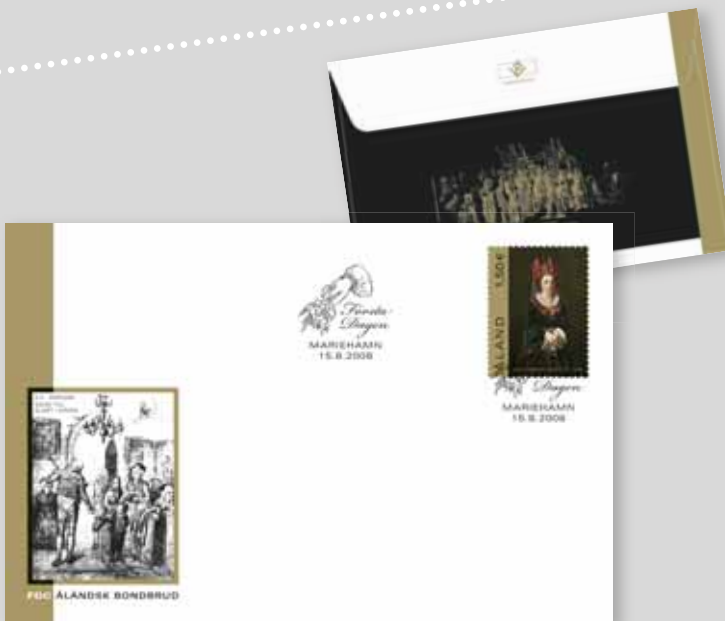 Första-
Dagen
MARIEHAMN
15.8.2008
1,50€
ÅLAND
Dagen
MARIEHAMN
15.8.2008
FDC ÅLÄNDSK BONDBRUD